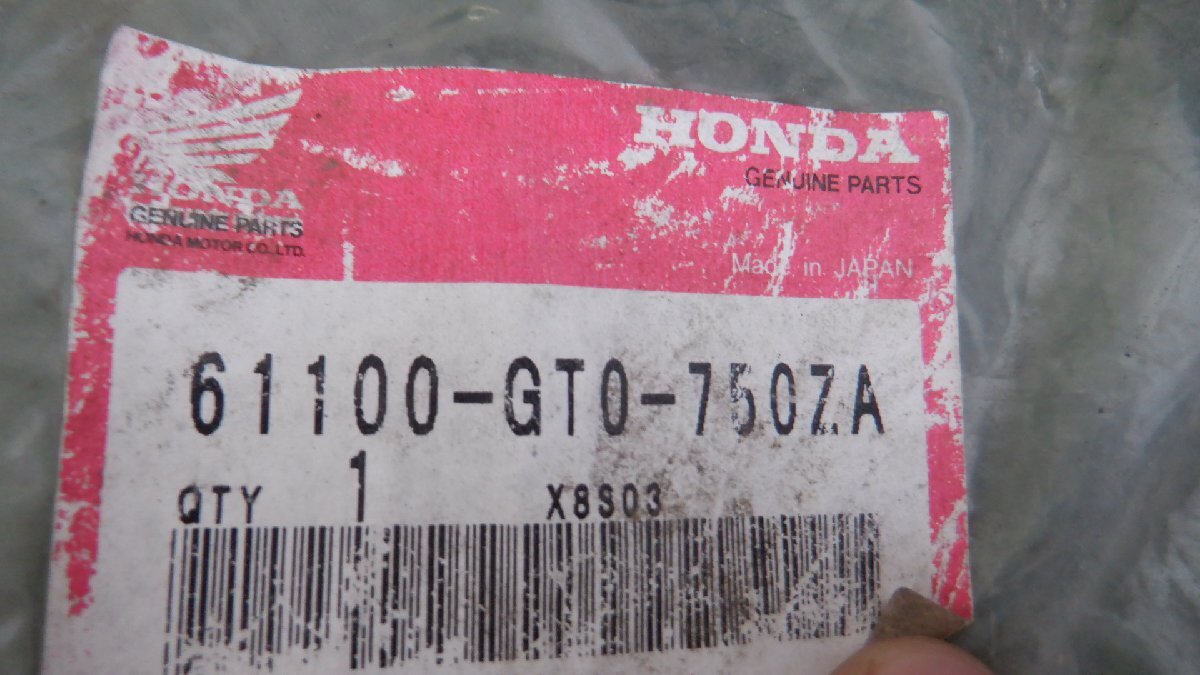 HONDA
GENUINE PARTS
HONDA MOTOR CO., LTD.
HONDA
GENUINE PARTS
Made in JAPAN
61100-GT0-750ZA
QTY 1 X8S03